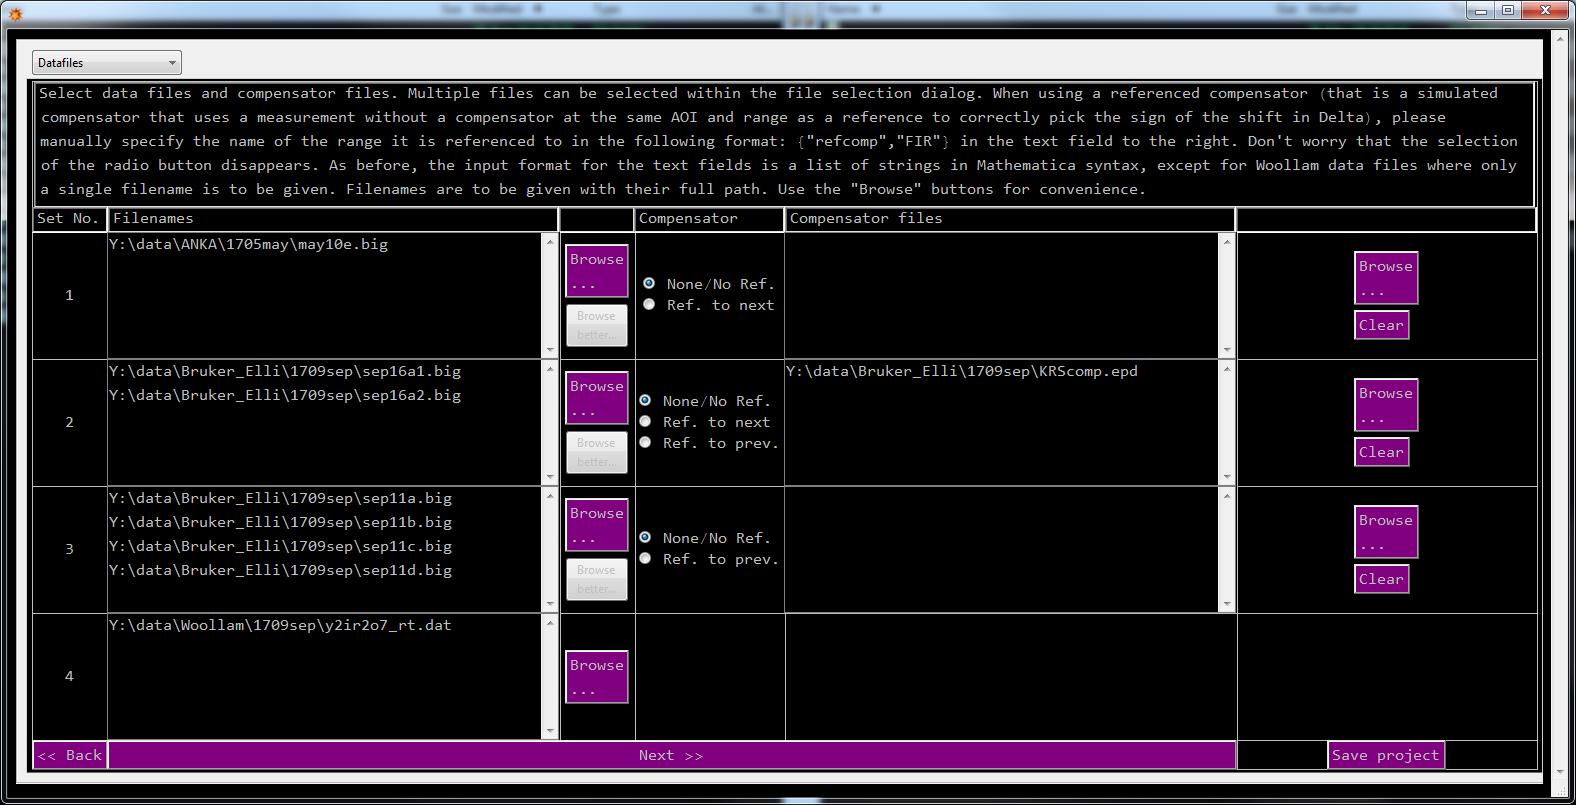 Datafiles
Select data files and compensator files. Multiple files can be selected within the file selection dialog. When using a referenced compensator (that is a simulated
compensator that uses a measurement without a compensator at the same AOI and range as a reference to correctly pick the sign of the shift in Delta), please
manually specify the name of the range it is referenced to in the following format: {"refcomp","FIR"} in the text field to the right. Don't worry that the selection
of the radio button disappears. As before, the input format for the text fields is a list of strings in Mathematica syntax, except for Woollam data files where only
a single filename is to be given. Filenames are to be given with their full path. Use the "Browse" buttons for convenience.
Set No. Filenames Compensator Compensator files
1
Y:\data\ANKA\1705may\may10e.big
Browse
...
Browse
better...
None/No Ref.
Ref. to next
Browse
...
Clear
2
Y:\data\Bruker_Elli\1709sep\sep16a1.big
Y:\data\Bruker_Elli\1709sep\sep16a2.big
Browse
...
Browse
better...
None/No Ref.
Ref. to next
Ref. to prev.
Y:\data\Bruker_Elli\1709sep\KRScomp.epd
Browse
...
Clear
3
Y:\data\Bruker_Elli\1709sep\sep11a.big
Y:\data\Bruker_Elli\1709sep\sep11b.big
Y:\data\Bruker_Elli\1709sep\sep11c.big
Y:\data\Bruker_Elli\1709sep\sep11d.big
Browse
...
Browse
better...
None/No Ref.
Ref. to prev.
Browse
...
Clear
4
Y:\data\Woollam\1709sep\y2ir2o7_rt.dat
Browse
...
<< Back
Next >>
Save project